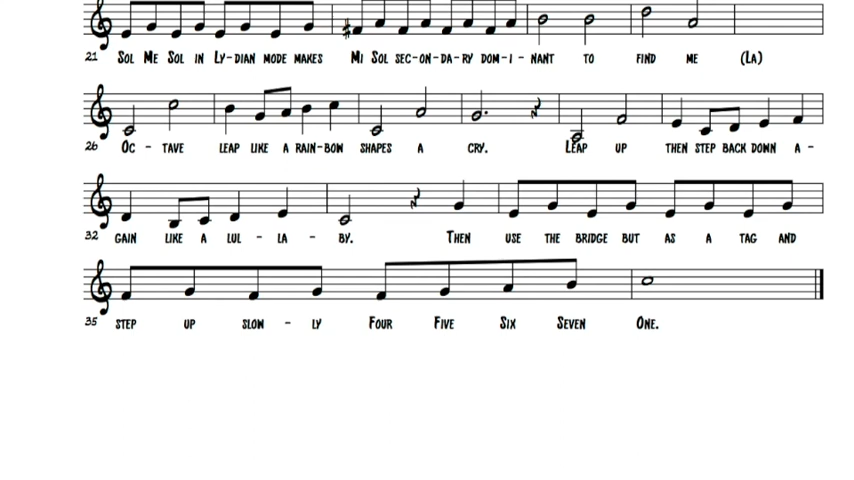 21 Sol Me Sol in Ly-dian mode makes Mi Sol sec-on-da-ry dom-i-nant to find me (La)
26 Oc - tave leap like a rain-bow shapes a cry. Leap up then step back down a -
32 gain like a lul - la - by. Then use the bridge but as a tag and
35 step up slow - ly Four Five Six Seven One.